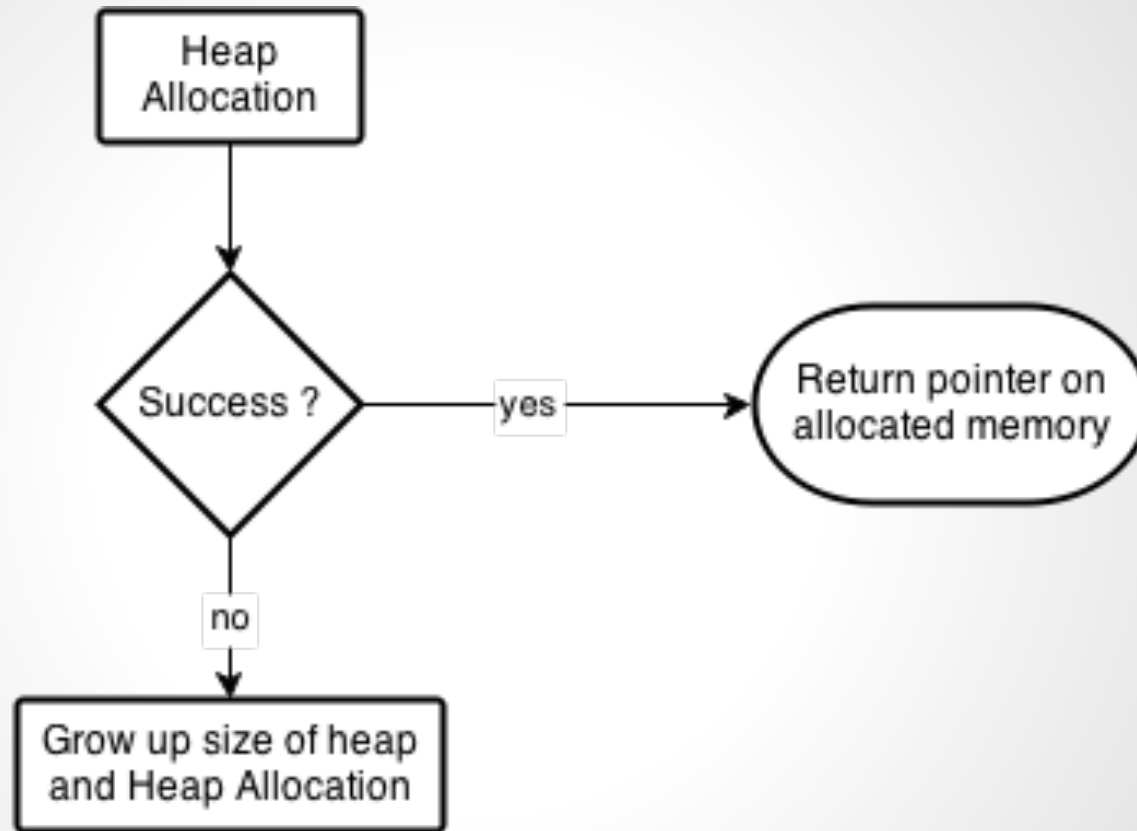 Heap
Allocation
Success ?
yes
Return pointer on
allocated memory
no
Grow up size of heap
and Heap Allocation